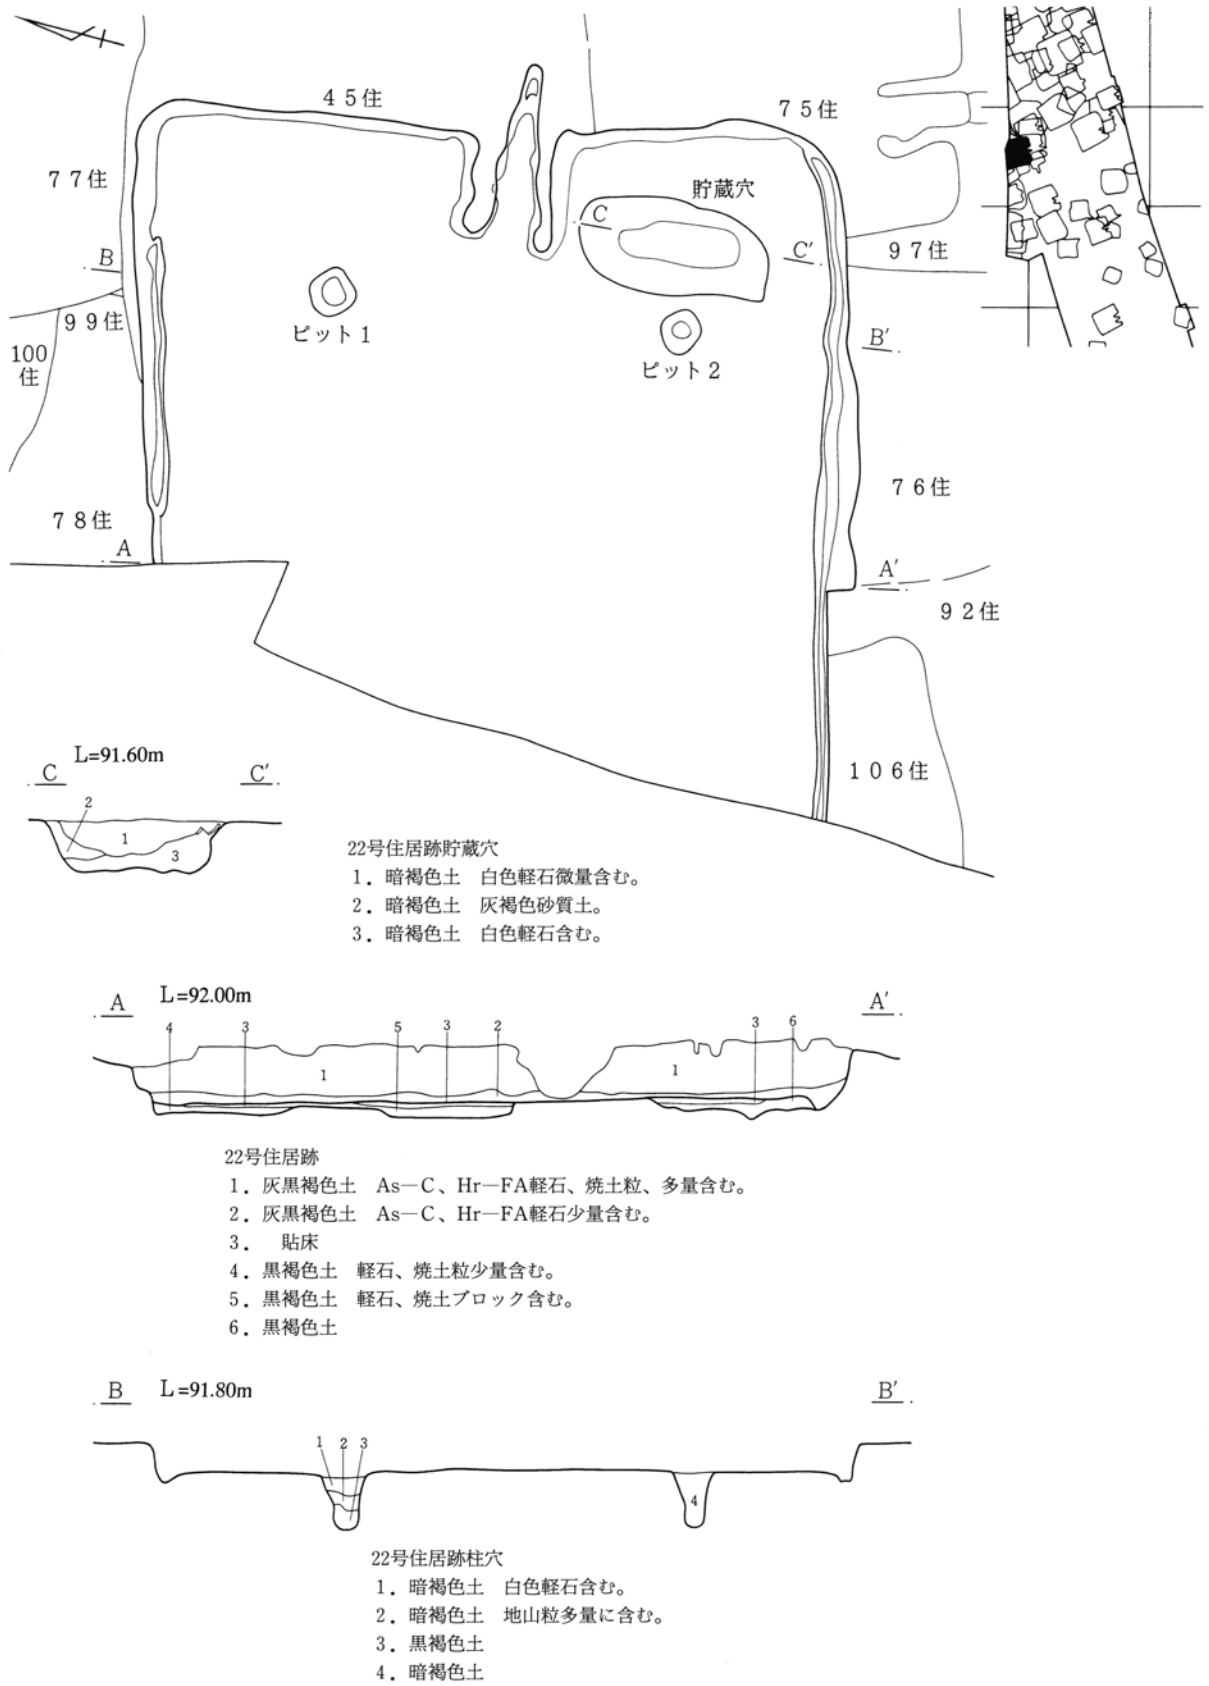 45住
75住
77住
貯蔵穴
C
C′
97住
B
99住
ピット1
100
住
ピット2
B′
76住
78住
A
A′
92住
106住
L=91.60m
C
C′
2
1
3
22号住居跡貯蔵穴
1．暗褐色土　白色軽石微量含む。
2．暗褐色土　灰褐色砂質土。
3．暗褐色土　白色軽石含む。
A
L=92.00m
A′
4
3
5
3
2
3
6
1
1
22号住居跡
1．灰黒褐色土　As—C、Hr—FA軽石、焼土粒、多量含む。
2．灰黒褐色土　As—C、Hr—FA軽石少量含む。
3．　貼床
4．黒褐色土　軽石、焼土粒少量含む。
5．黒褐色土　軽石、焼土ブロック含む。
6．黒褐色土
B
L=91.80m
B′
1
2
3
4
22号住居跡柱穴
1．暗褐色土　白色軽石含む。
2．暗褐色土　地山粒多量に含む。
3．黒褐色土
4．暗褐色土